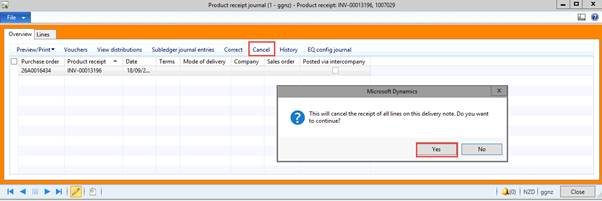 Product receipt journal (1 - ggnz) - Product receipt: INV-00013196, 1007029
File
Overview Lines
Preview/Print Vouchers View distributions Subledger journal entries Correct Cancel History EQ config journal
Purchase order Product receipt Date Terms Mode of delivery Company Sales order Posted via intercompany
26A0016434 INV-00013196 18/09/2...
Microsoft Dynamics
This will cancel the receipt of all lines on this delivery note. Do you want
to continue?
Yes No
(0) NZD ggnz Close